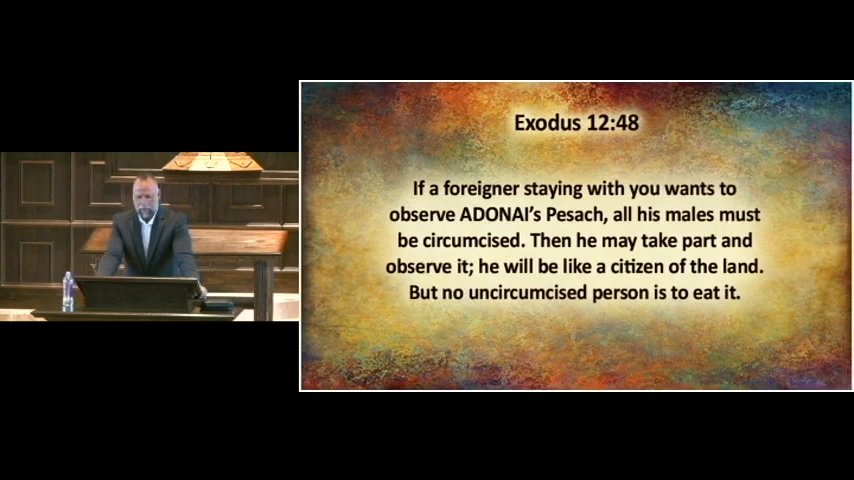 Exodus 12:48
If a foreigner staying with you wants to
observe ADONAI’s Pesach, all his males must
be circumcised. Then he may take part and
observe it; he will be like a citizen of the land.
But no uncircumcised person is to eat it.